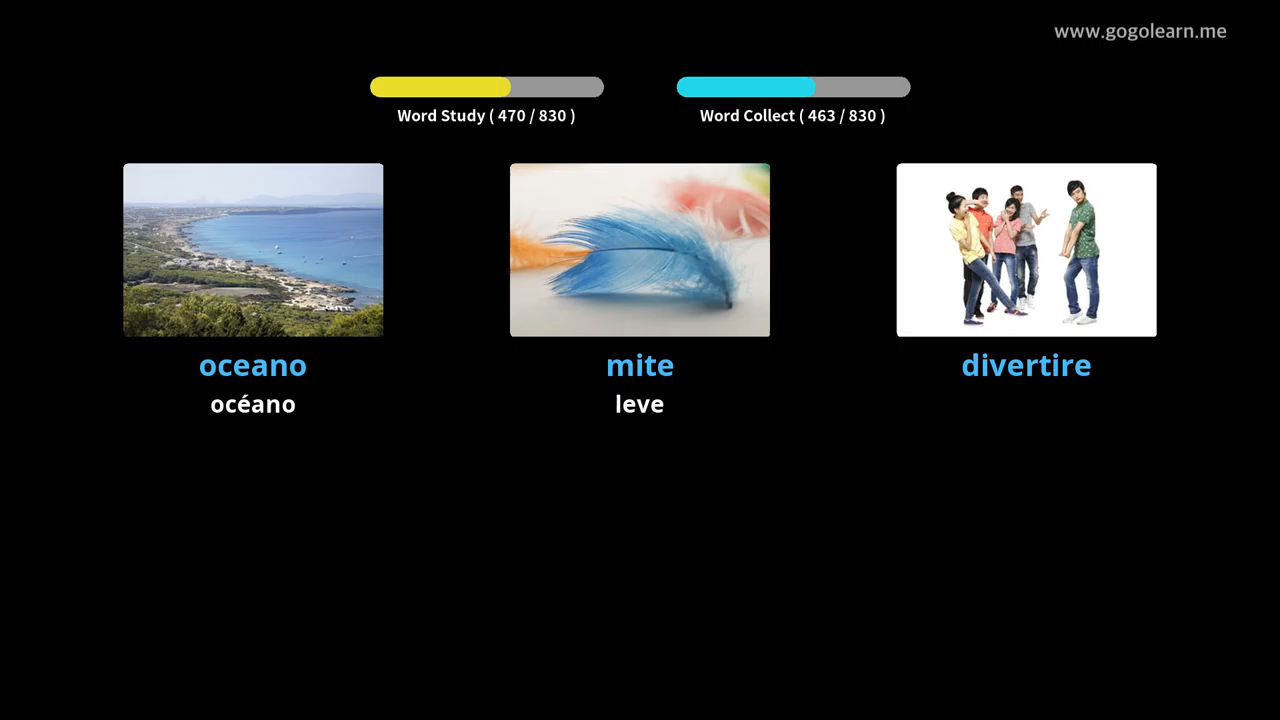 www.gogolearn.me
Word Study ( 470 / 830 )
Word Collect ( 463 / 830 )
oceano
océano
mite
leve
divertire